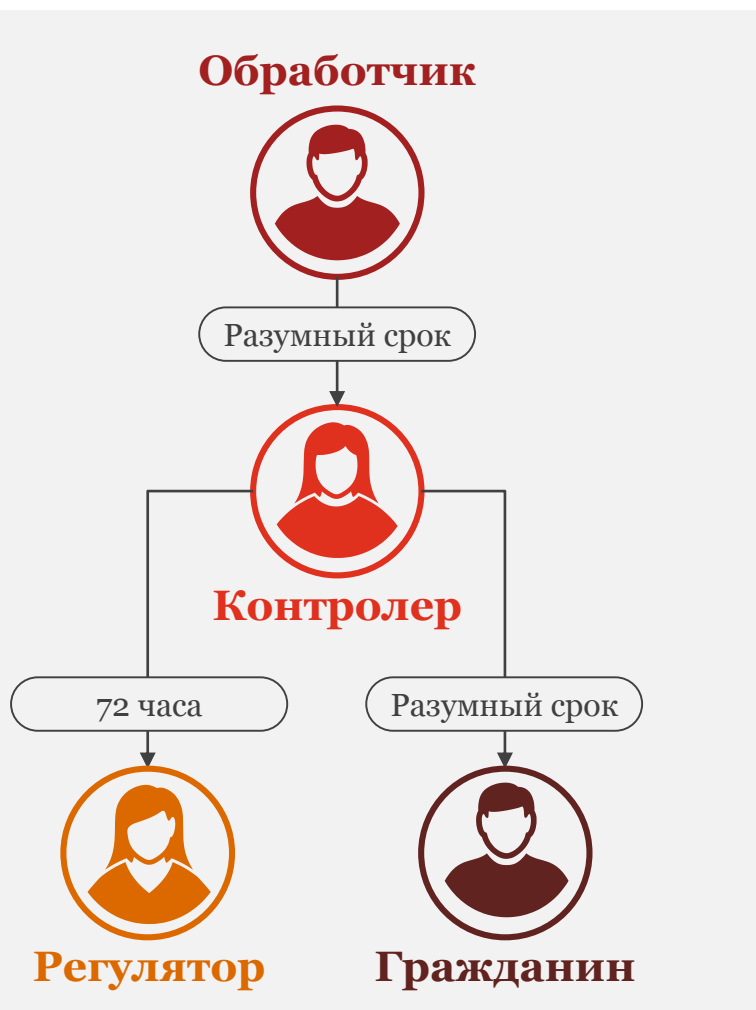 Обработчик
Разумный срок
Контролер
72 часа
Разумный срок
Регулятор
Гражданин